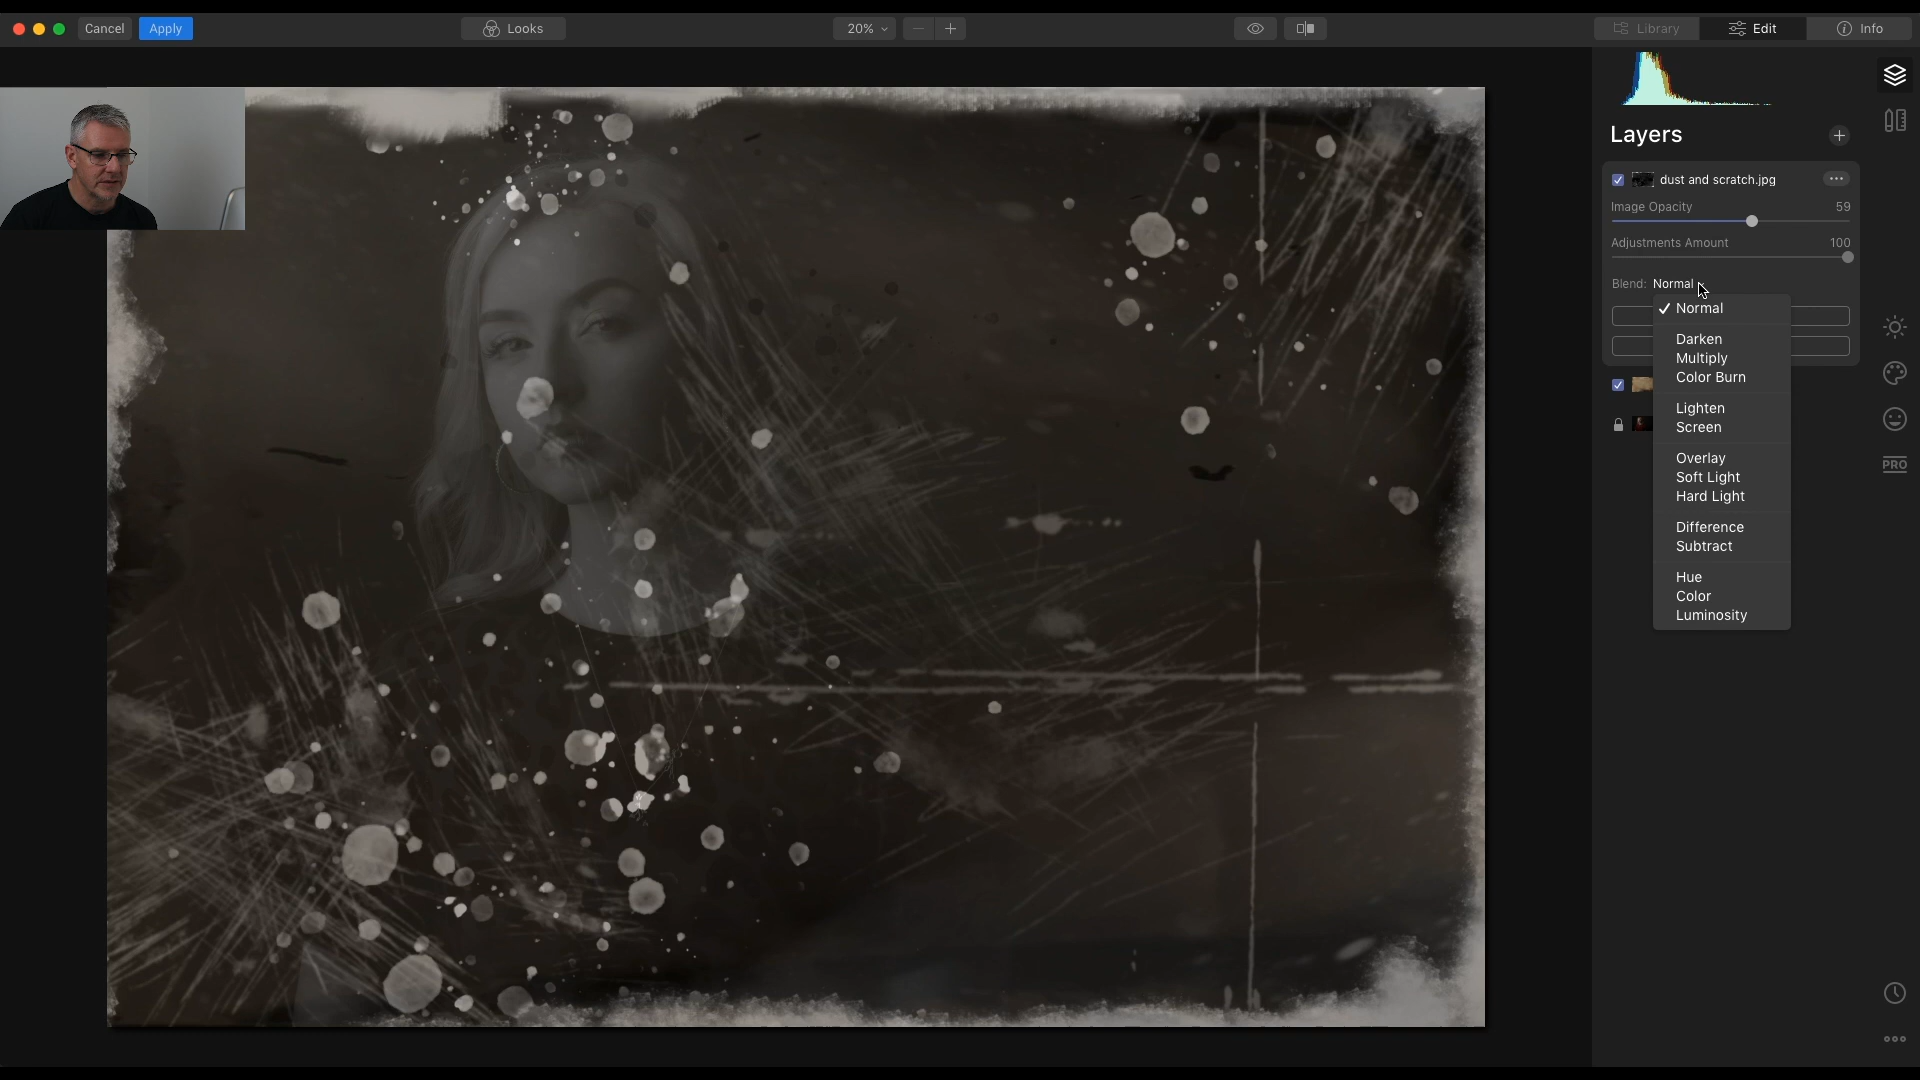 Cancel
Apply
Looks
20%
Library
Edit
Info
Layers
dust and scratch.jpg
Image Opacity 59
Adjustments Amount 100
Blend: Normal
Normal
Darken
Multiply
Color Burn
Lighten
Screen
Overlay
Soft Light
Hard Light
Difference
Subtract
Hue
Color
Luminosity
PRO